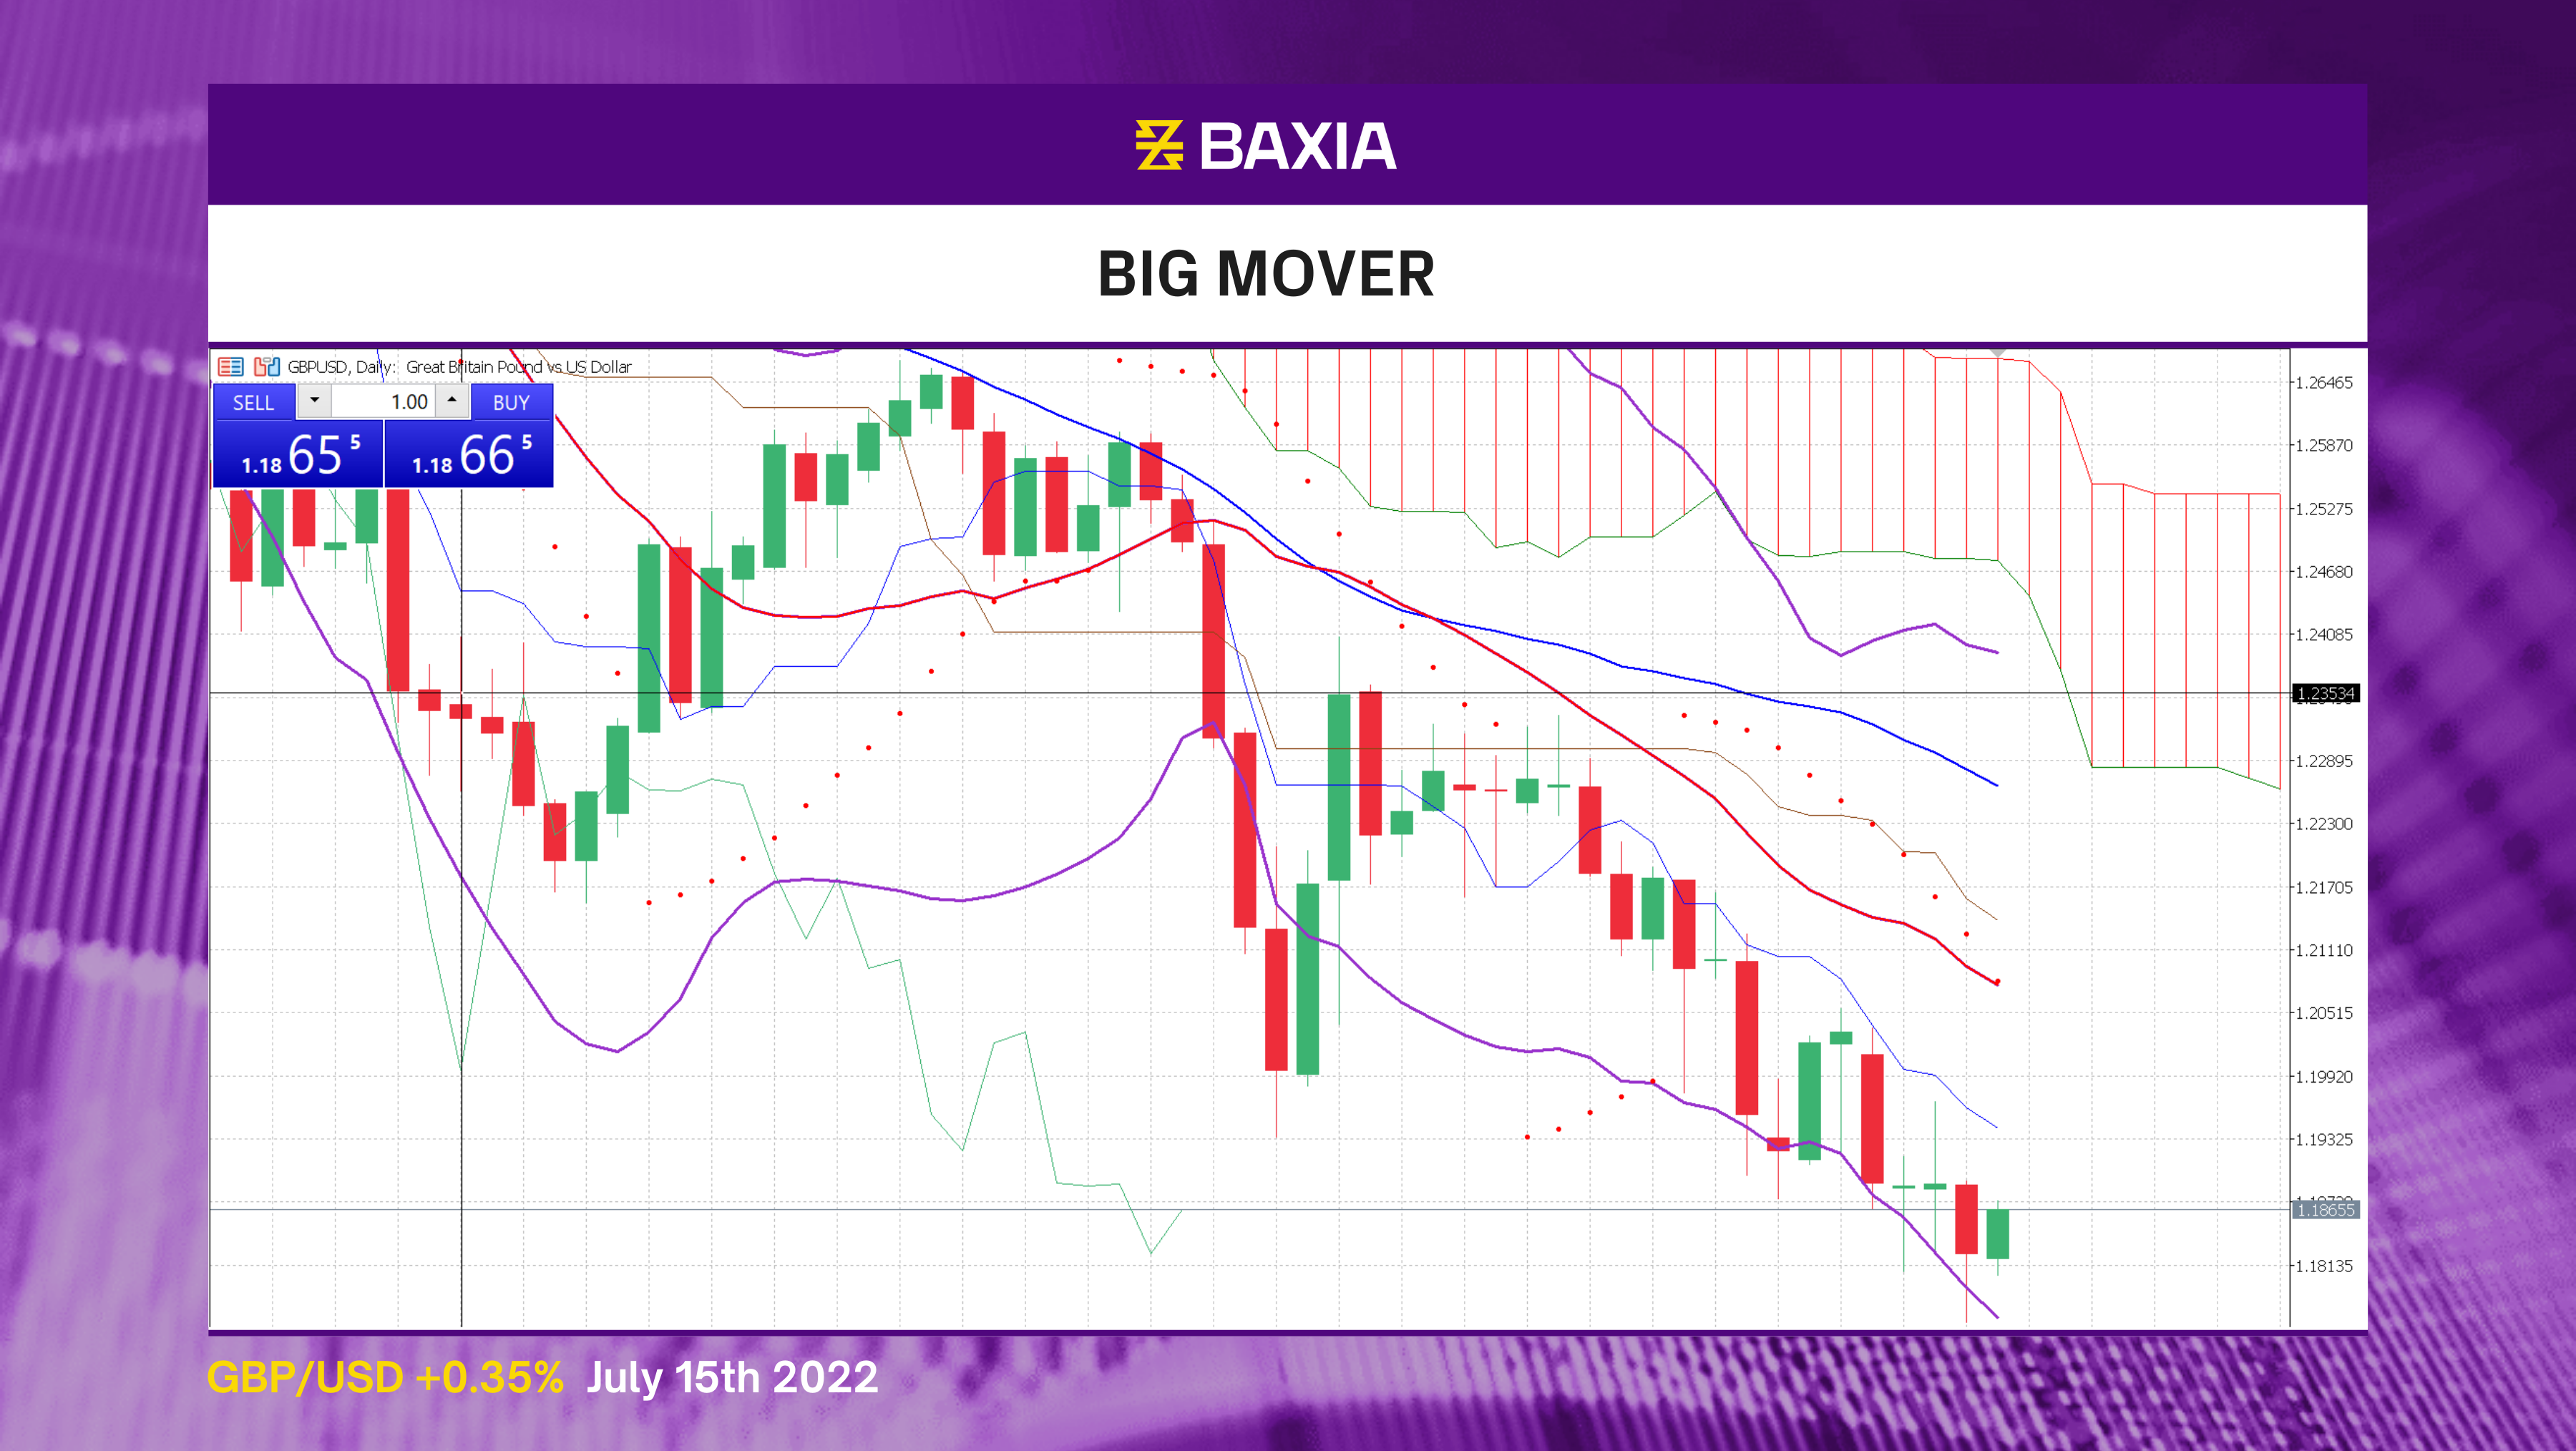 BAXIA
BIG MOVER
GBPUSD, Daily: Great Britain Pound vs US Dollar
SELL 1.00 BUY
1.18 65 5 1.18 66 5
1.26465
1.25870
1.25275
1.24680
1.24085
1.23534
1.22895
1.22300
1.21705
1.21110
1.20515
1.19920
1.19325
1.18655
1.18135
GBP/USD +0.35% July 15th 2022